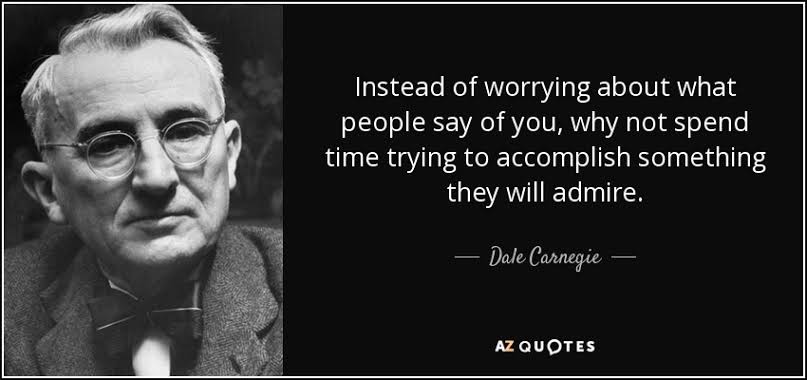 Instead of worrying about what
people say of you, why not spend
time trying to accomplish something
they will admire.
Dale Carnegie
AZ QUOTES